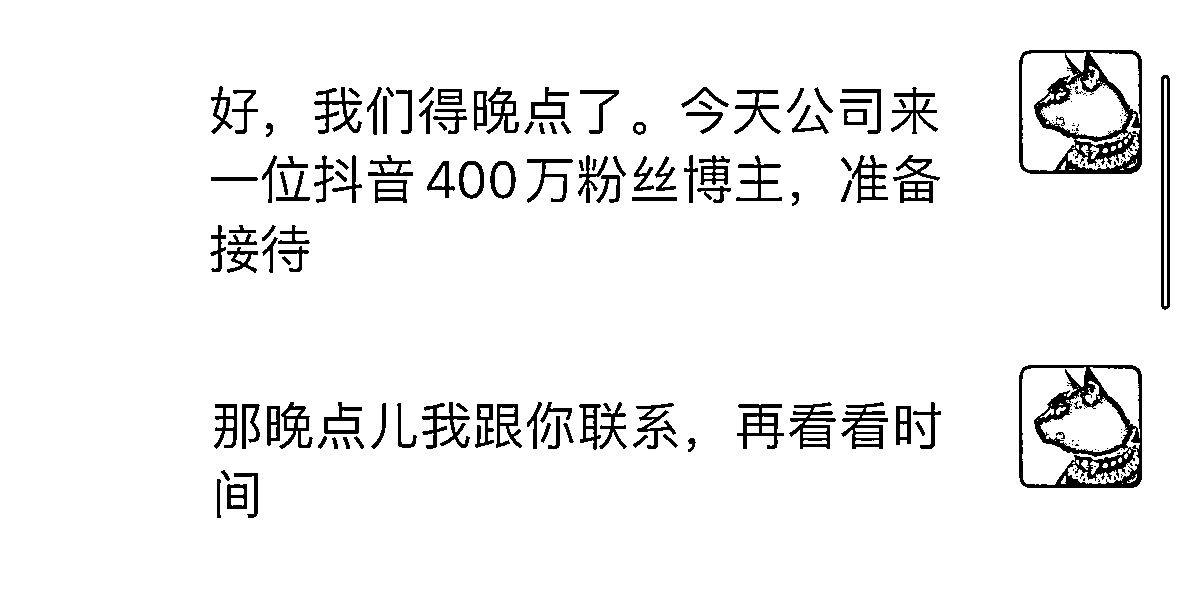 好，我们得晚点了。今天公司来
一位抖音400万粉丝博主，准备
接待
那晚点儿我跟你联系，再看看时
间